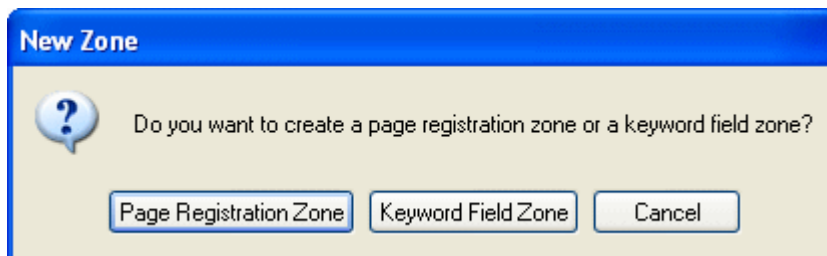 New Zone
Do you want to create a page registration zone or a keyword field zone?
Page Registration Zone Keyword Field Zone Cancel